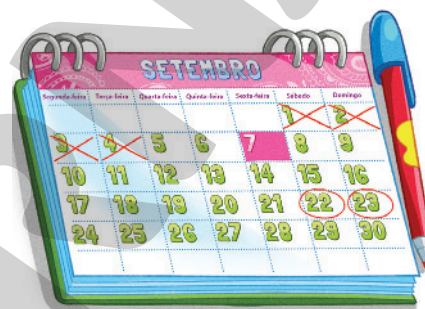 SETEMBRO
Segunda-feira Terça-feira Quarta-feira Quinta-feira Sexta-feira Sábado Domingo
1 2
3 4 5 6 7 8 9
10 11 12 13 14 15 16
17 18 19 20 21 22 23
24 25 26 27 28 29 30